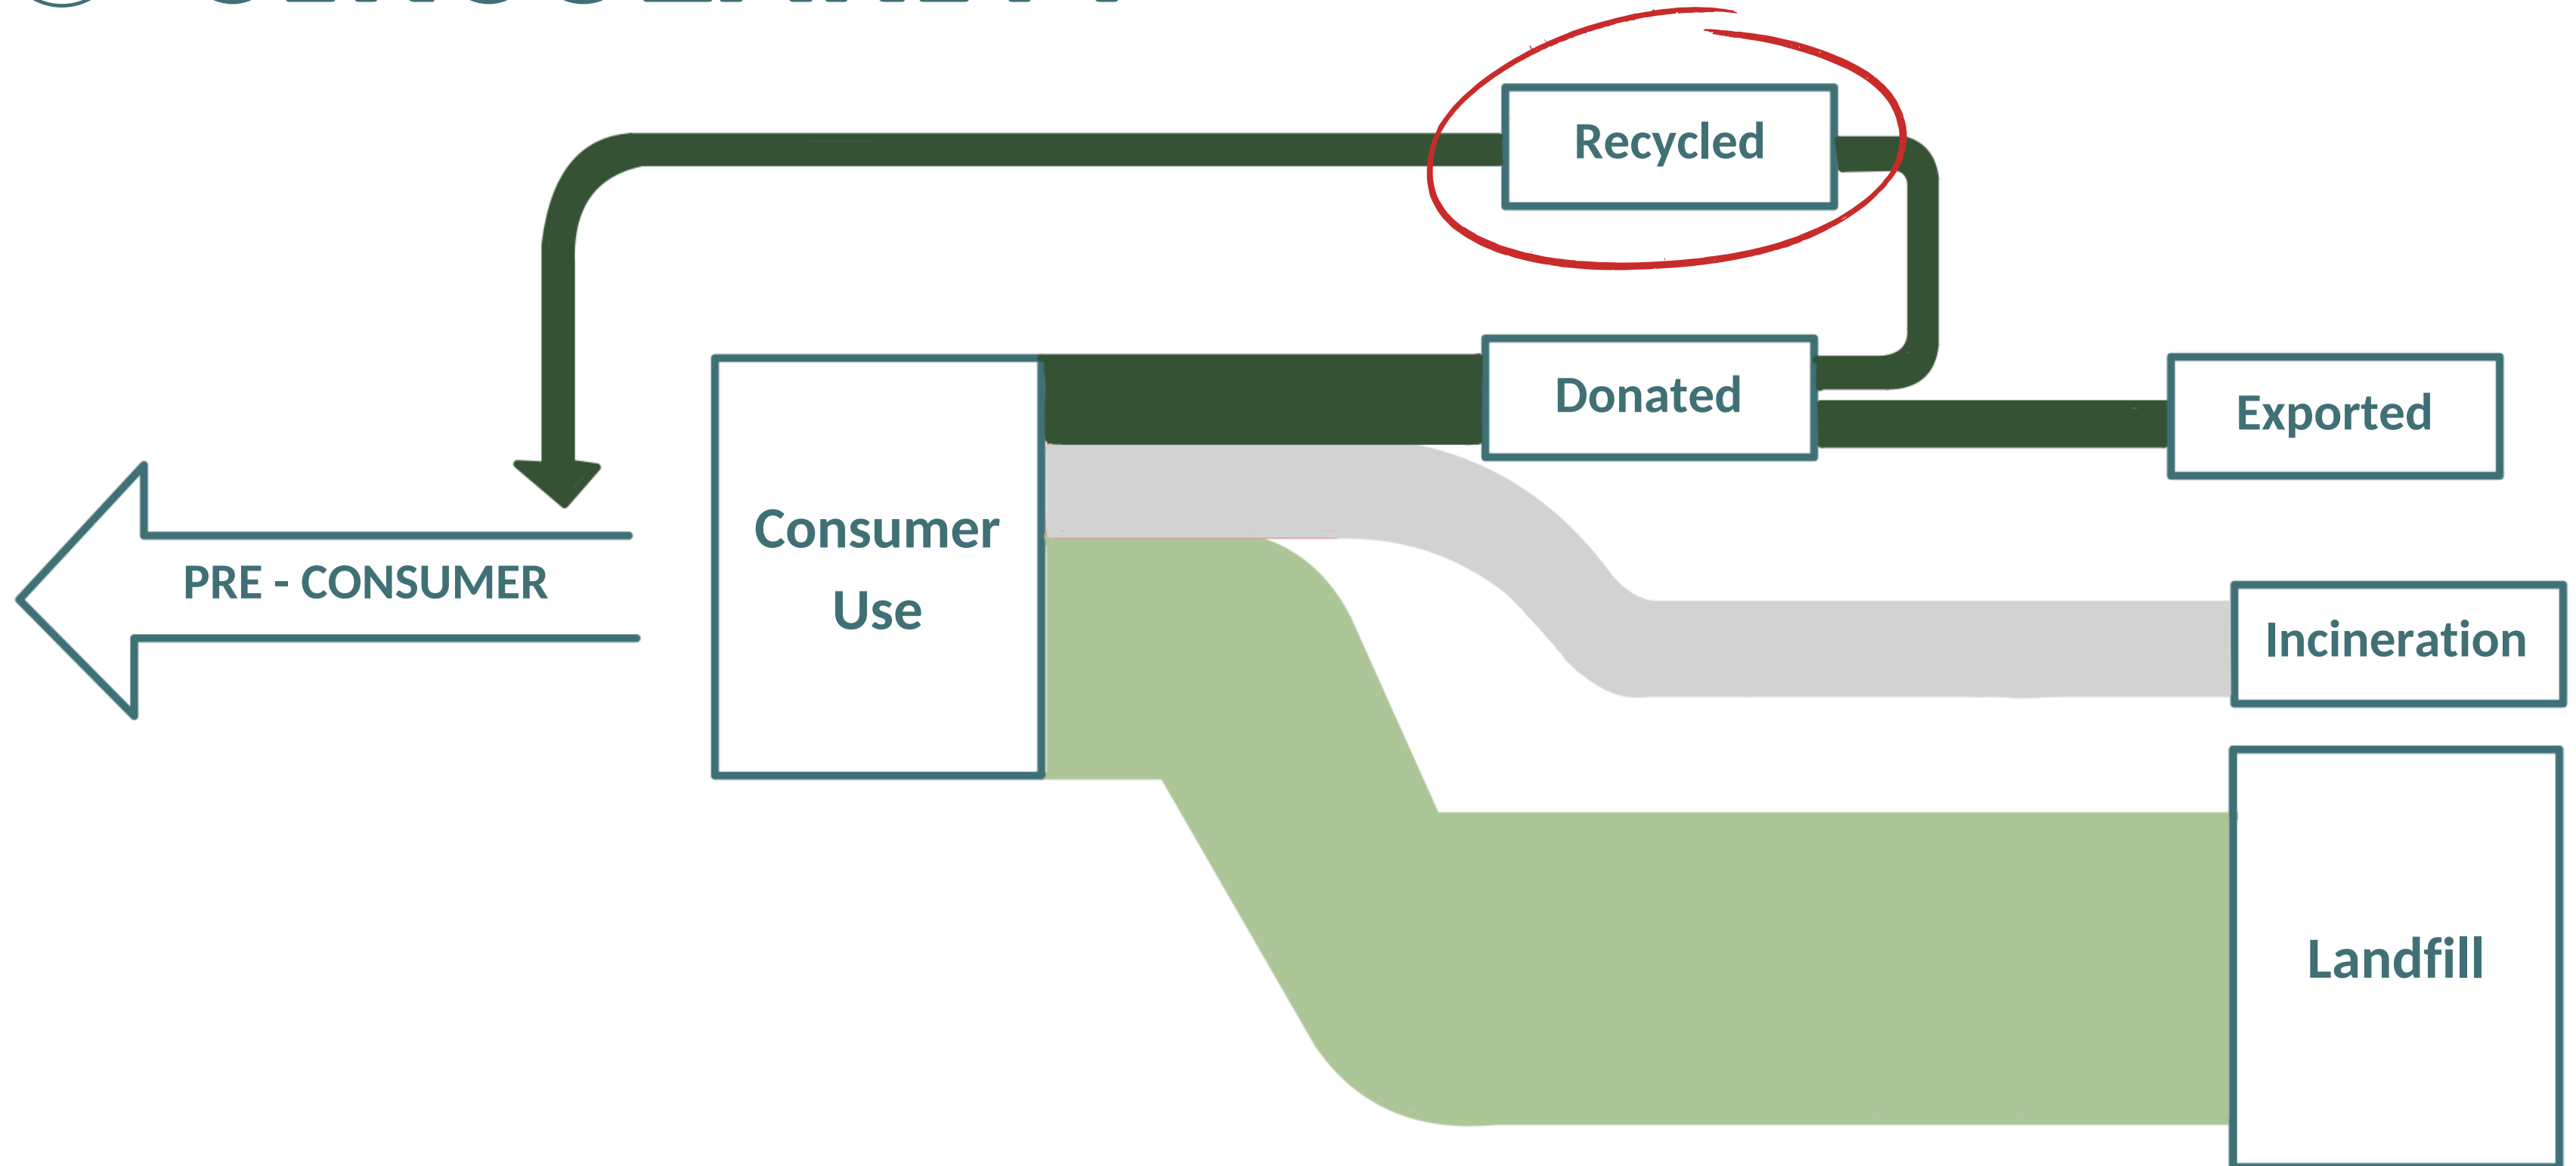 Recycled
Donated
Exported
Consumer
Use
PRE - CONSUMER
Incineration
Landfill